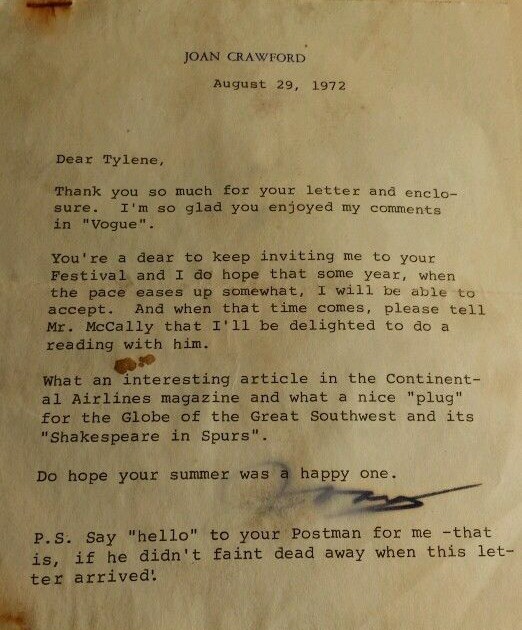 JOAN CRAWFORD
August 29, 1972
Dear Tylene,
Thank you so much for your letter and enclo-
sure. I'm so glad you enjoyed my comments
in "Vogue".
You're a dear to keep inviting me to your
Festival and I do hope that some year, when
the pace eases up somewhat, I will be able to
accept. And when that time comes, please tell
Mr. McCally that I'll be delighted to do a
reading with him.
What an interesting article in the Continent-
al Airlines magazine and what a nice "plug"
for the Globe of the Great Southwest and its
"Shakespeare in Spurs".
Do hope your summer was a happy one.
Joan
P.S. Say "hello" to your Postman for me -that
is, if he didn't faint dead away when this let-
ter arrived!